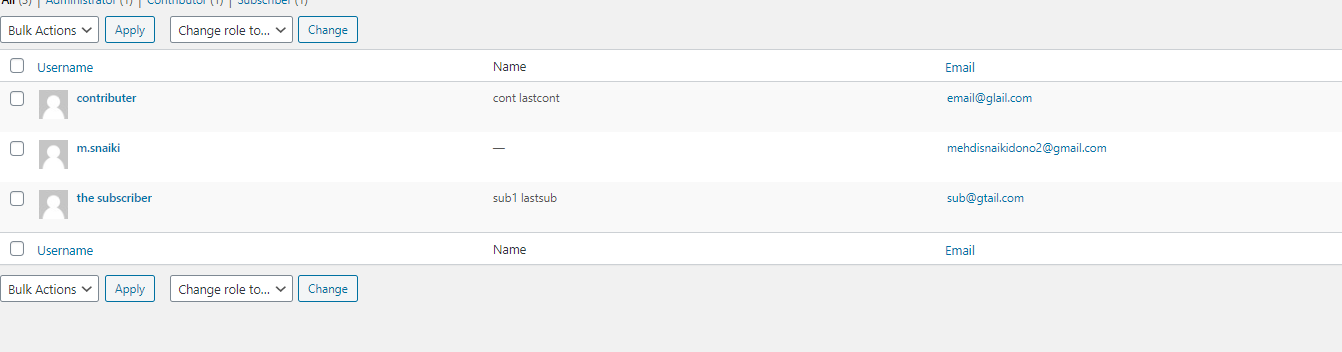 All (3) | Administrator (1) | Contributor (1) | Subscriber (1)
Bulk Actions Apply Change role to... Change
Username Name Email
contributer cont lastcont email@glail.com
m.snaiki — mehdisnaikidono2@gmail.com
the subscriber sub1 lastsub sub@gtail.com
Username Name Email
Bulk Actions Apply Change role to... Change